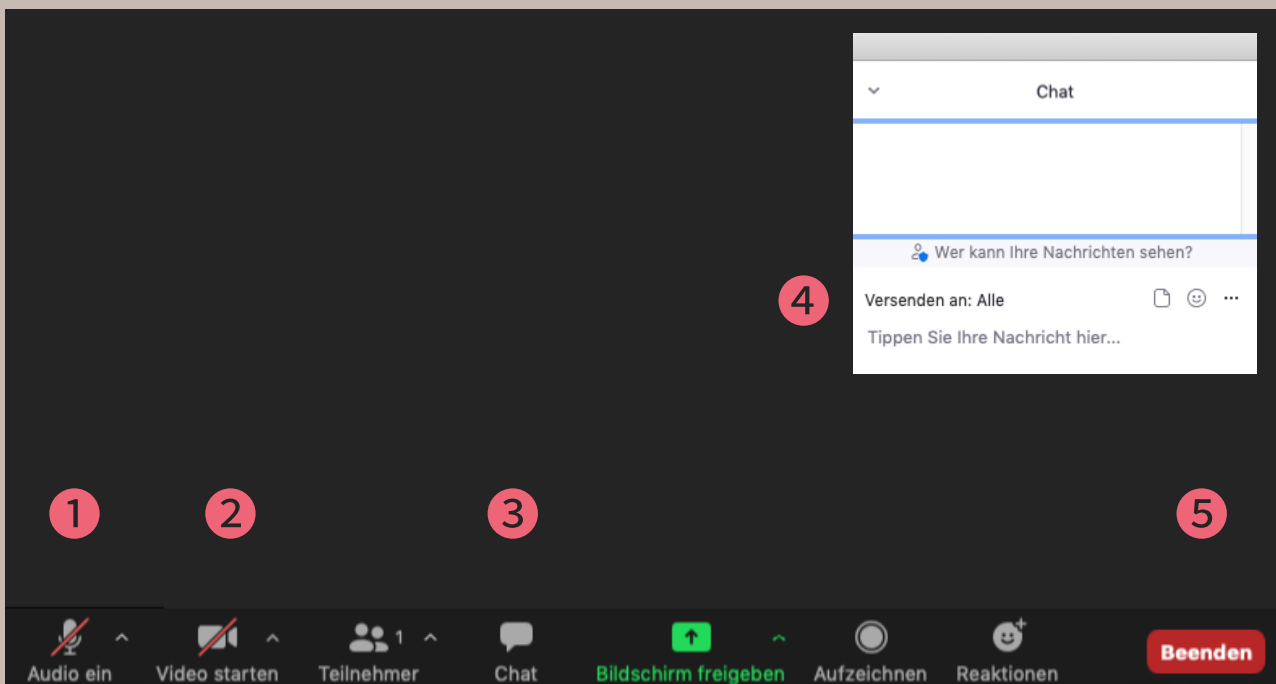 Chat
Wer kann Ihre Nachrichten sehen?
4
Versenden an: Alle
Tippen Sie Ihre Nachricht hier...
1 2 3 5
1
Audio ein Video starten Teilnehmer Chat Bildschirm freigeben Aufzeichnen Reaktionen Beenden